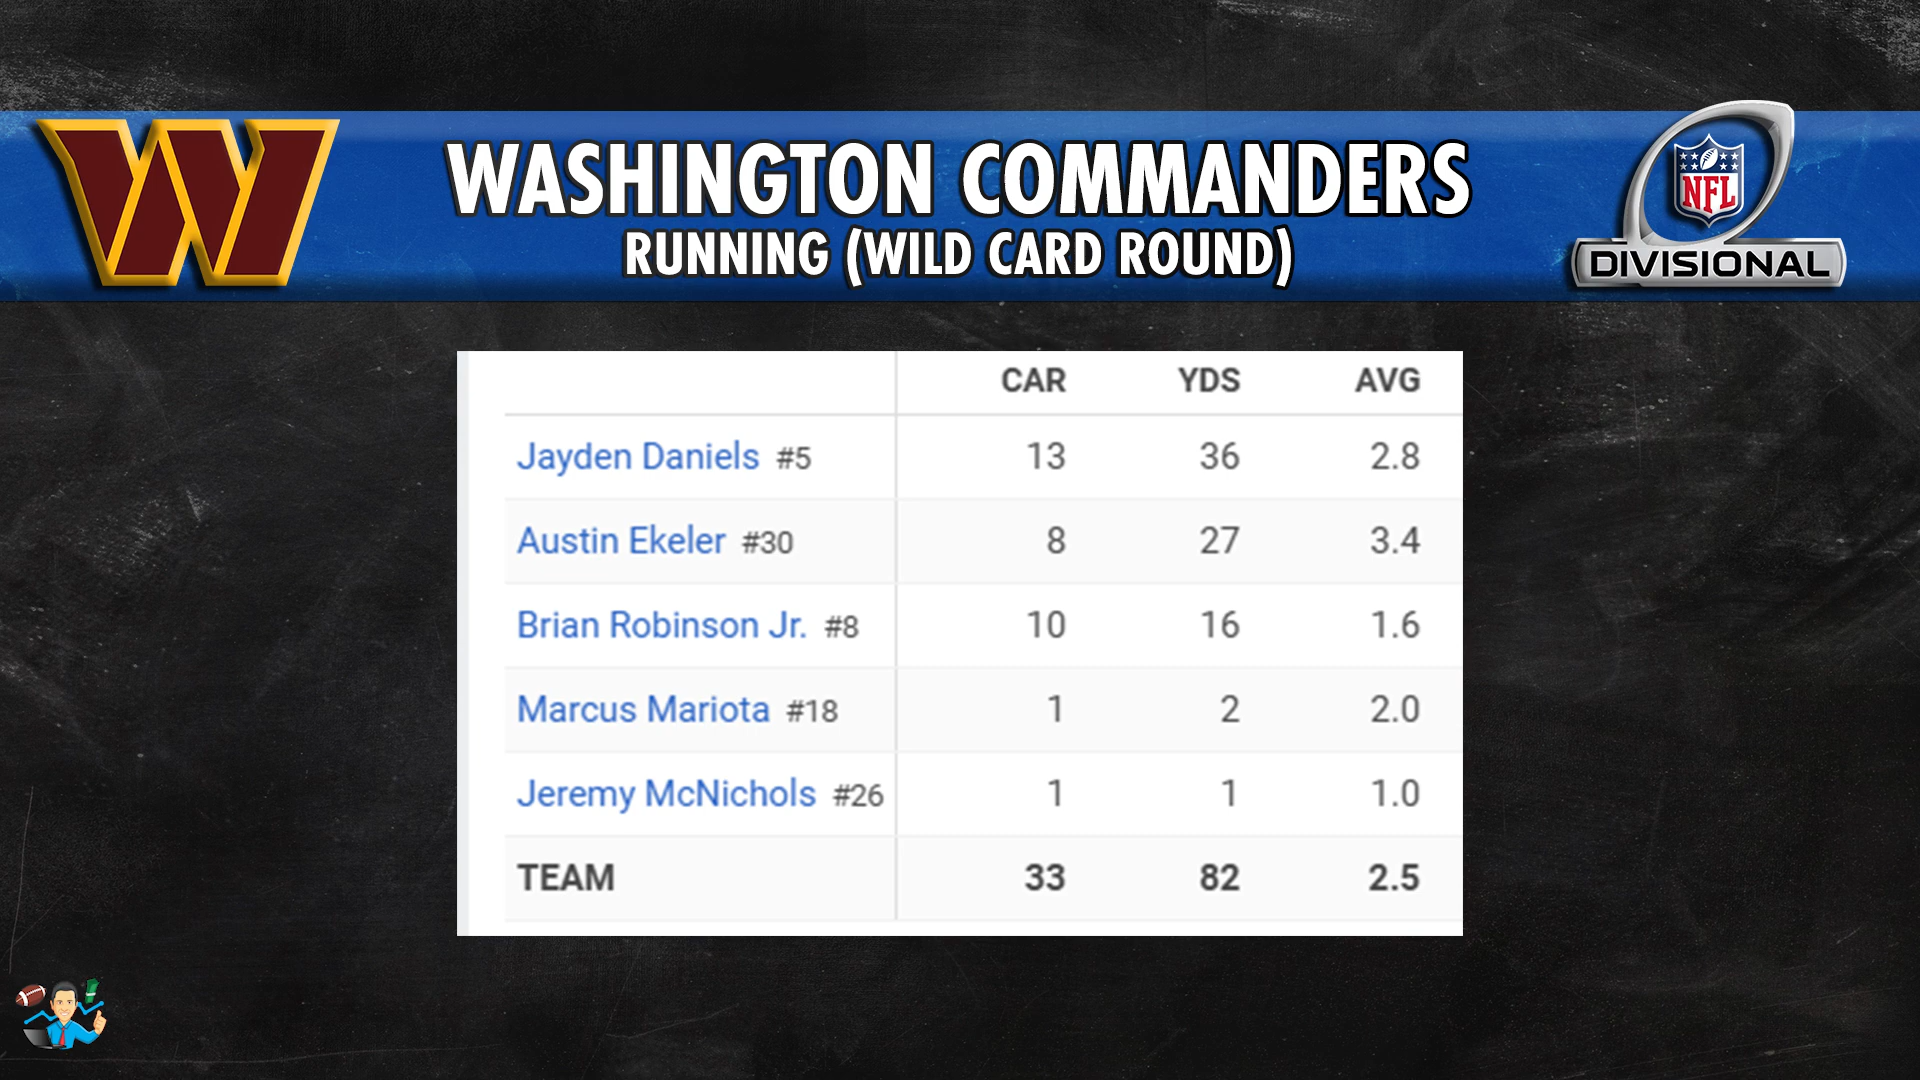 WASHINGTON COMMANDERS
RUNNING (WILD CARD ROUND)
NFL
DIVISIONAL
CAR YDS AVG
Jayden Daniels #5 13 36 2.8
Austin Ekeler #30 8 27 3.4
Brian Robinson Jr. #8 10 16 1.6
Marcus Mariota #18 1 2 2.0
Jeremy McNichols #26 1 1 1.0
TEAM 33 82 2.5